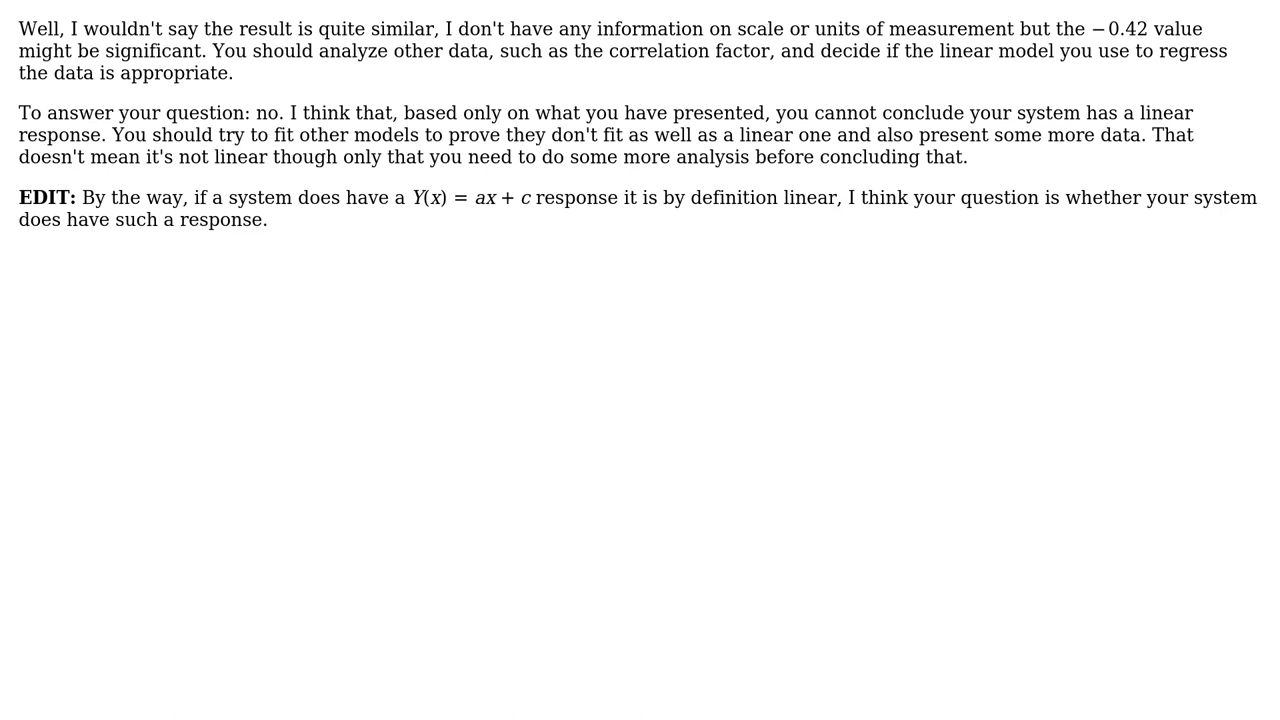 Well, I wouldn't say the result is quite similar, I don't have any information on scale or units of measurement but the −0.42 value
might be significant. You should analyze other data, such as the correlation factor, and decide if the linear model you use to regress
the data is appropriate.
To answer your question: no. I think that, based only on what you have presented, you cannot conclude your system has a linear
response. You should try to fit other models to prove they don't fit as well as a linear one and also present some more data. That
doesn't mean it's not linear though only that you need to do some more analysis before concluding that.
EDIT: By the way, if a system does have a Y(x) = ax + c response it is by definition linear, I think your question is whether your system
does have such a response.